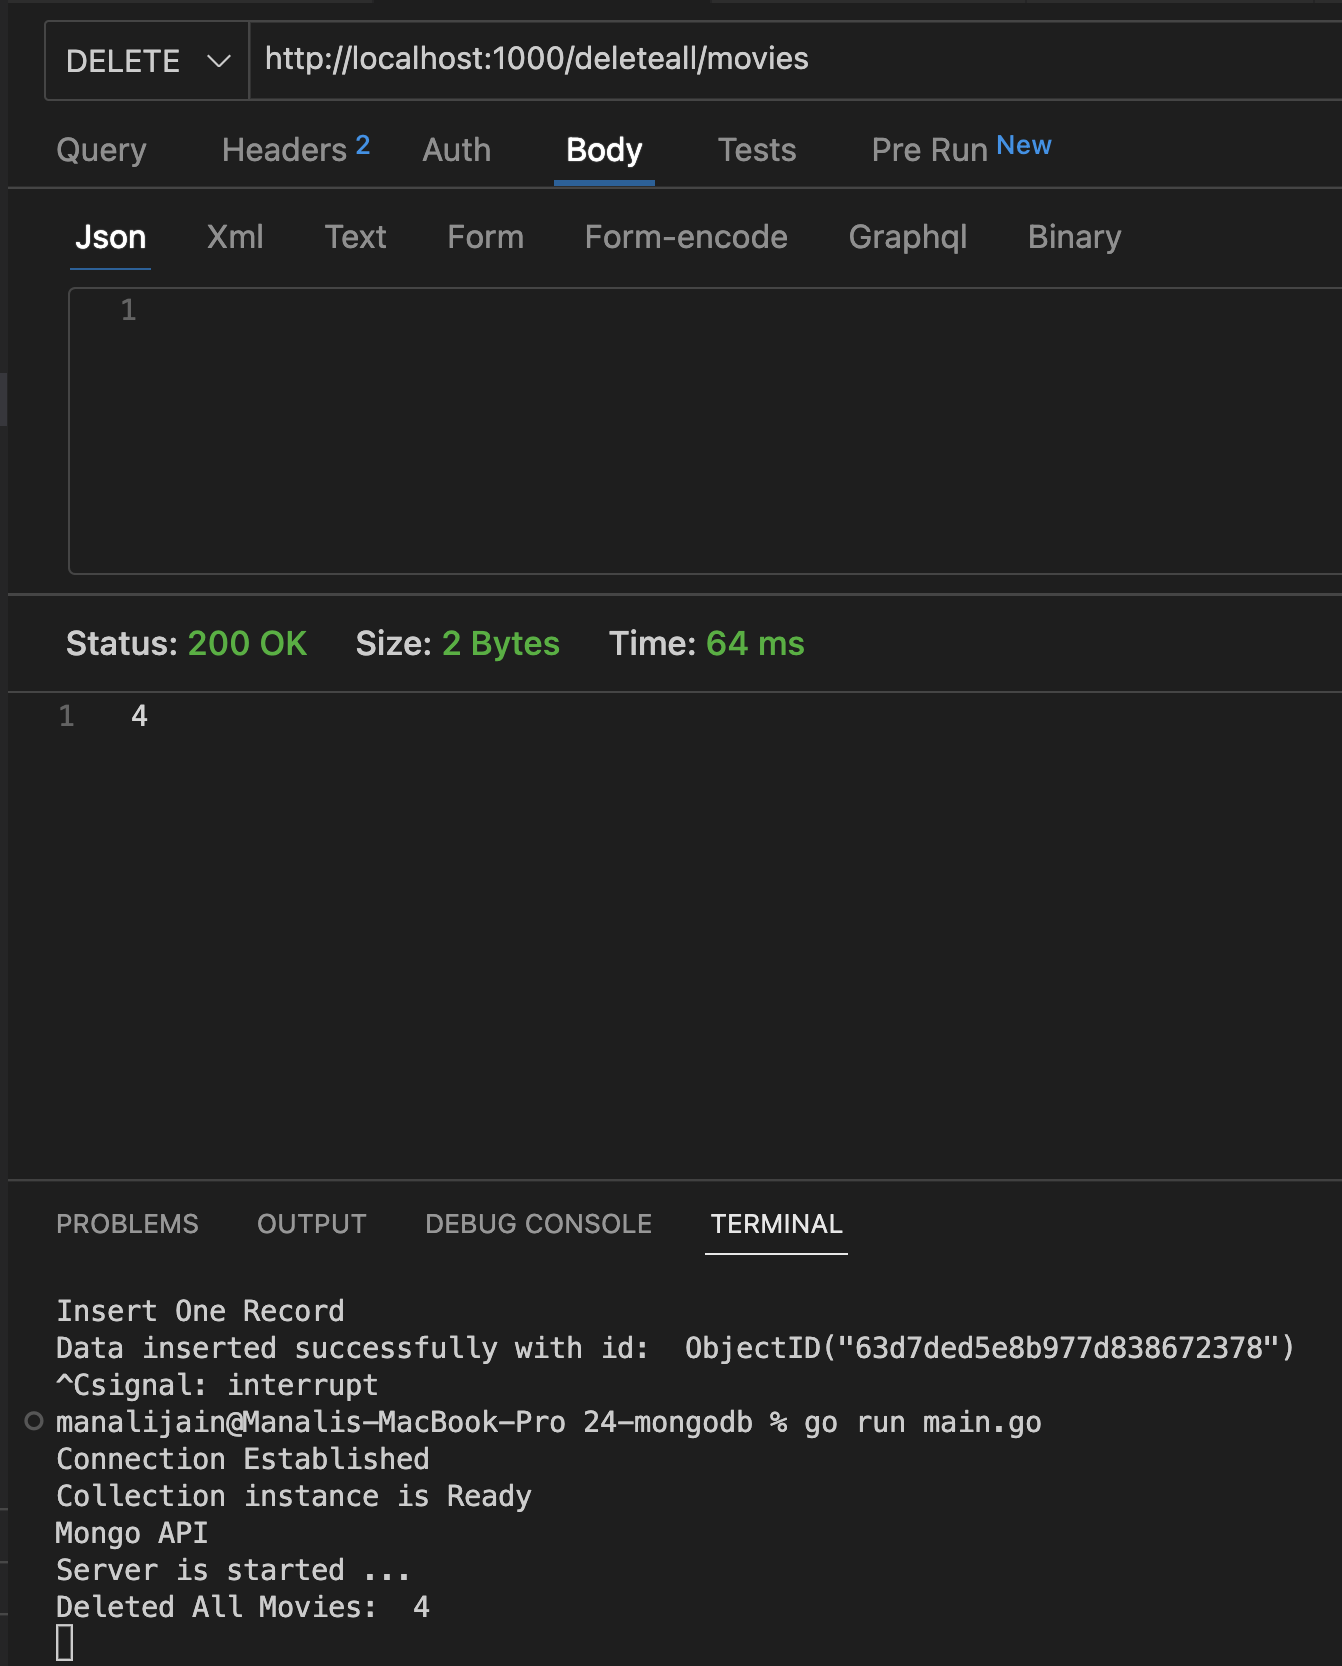 DELETE http://localhost:1000/deleteall/movies
Query Headers 2 Auth Body Tests Pre Run New
Json Xml Text Form Form-encode Graphql Binary
1
Status: 200 OK Size: 2 Bytes Time: 64 ms
1 4
PROBLEMS OUTPUT DEBUG CONSOLE TERMINAL
Insert One Record
Data inserted successfully with id:  ObjectID("63d7ded5e8b977d838672378")
^Csignal: interrupt
manalijain@Manalis-MacBook-Pro 24-mongodb % go run main.go
Connection Established
Collection instance is Ready
Mongo API
Server is started ...
Deleted All Movies:  4